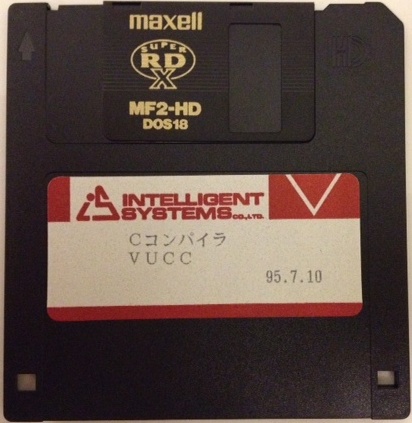 maxell
SUPER
RD
X
MF2-HD
DOS18
HD
iS INTELLIGENT
SYSTEMS CO.,LTD.
Cコンパイラ
VUCC
95.7.10